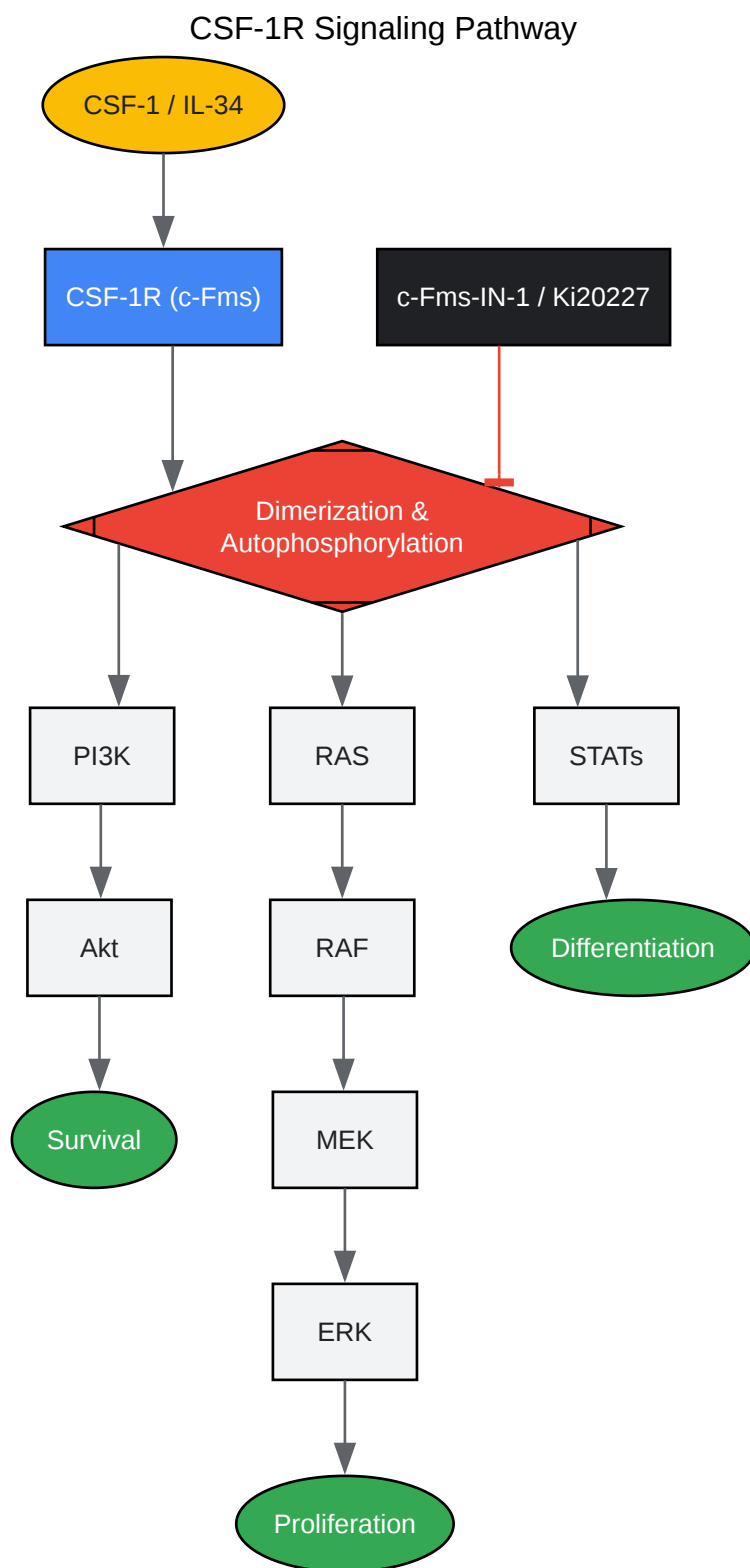 CSF-1R Signaling Pathway
CSF-1 / IL-34
CSF-1R (c-Fms)
c-Fms-IN-1 / Ki20227
Dimerization &
Autophosphorylation
PI3K
RAS
STATs
Akt
RAF
Differentiation
Survival
MEK
ERK
Proliferation